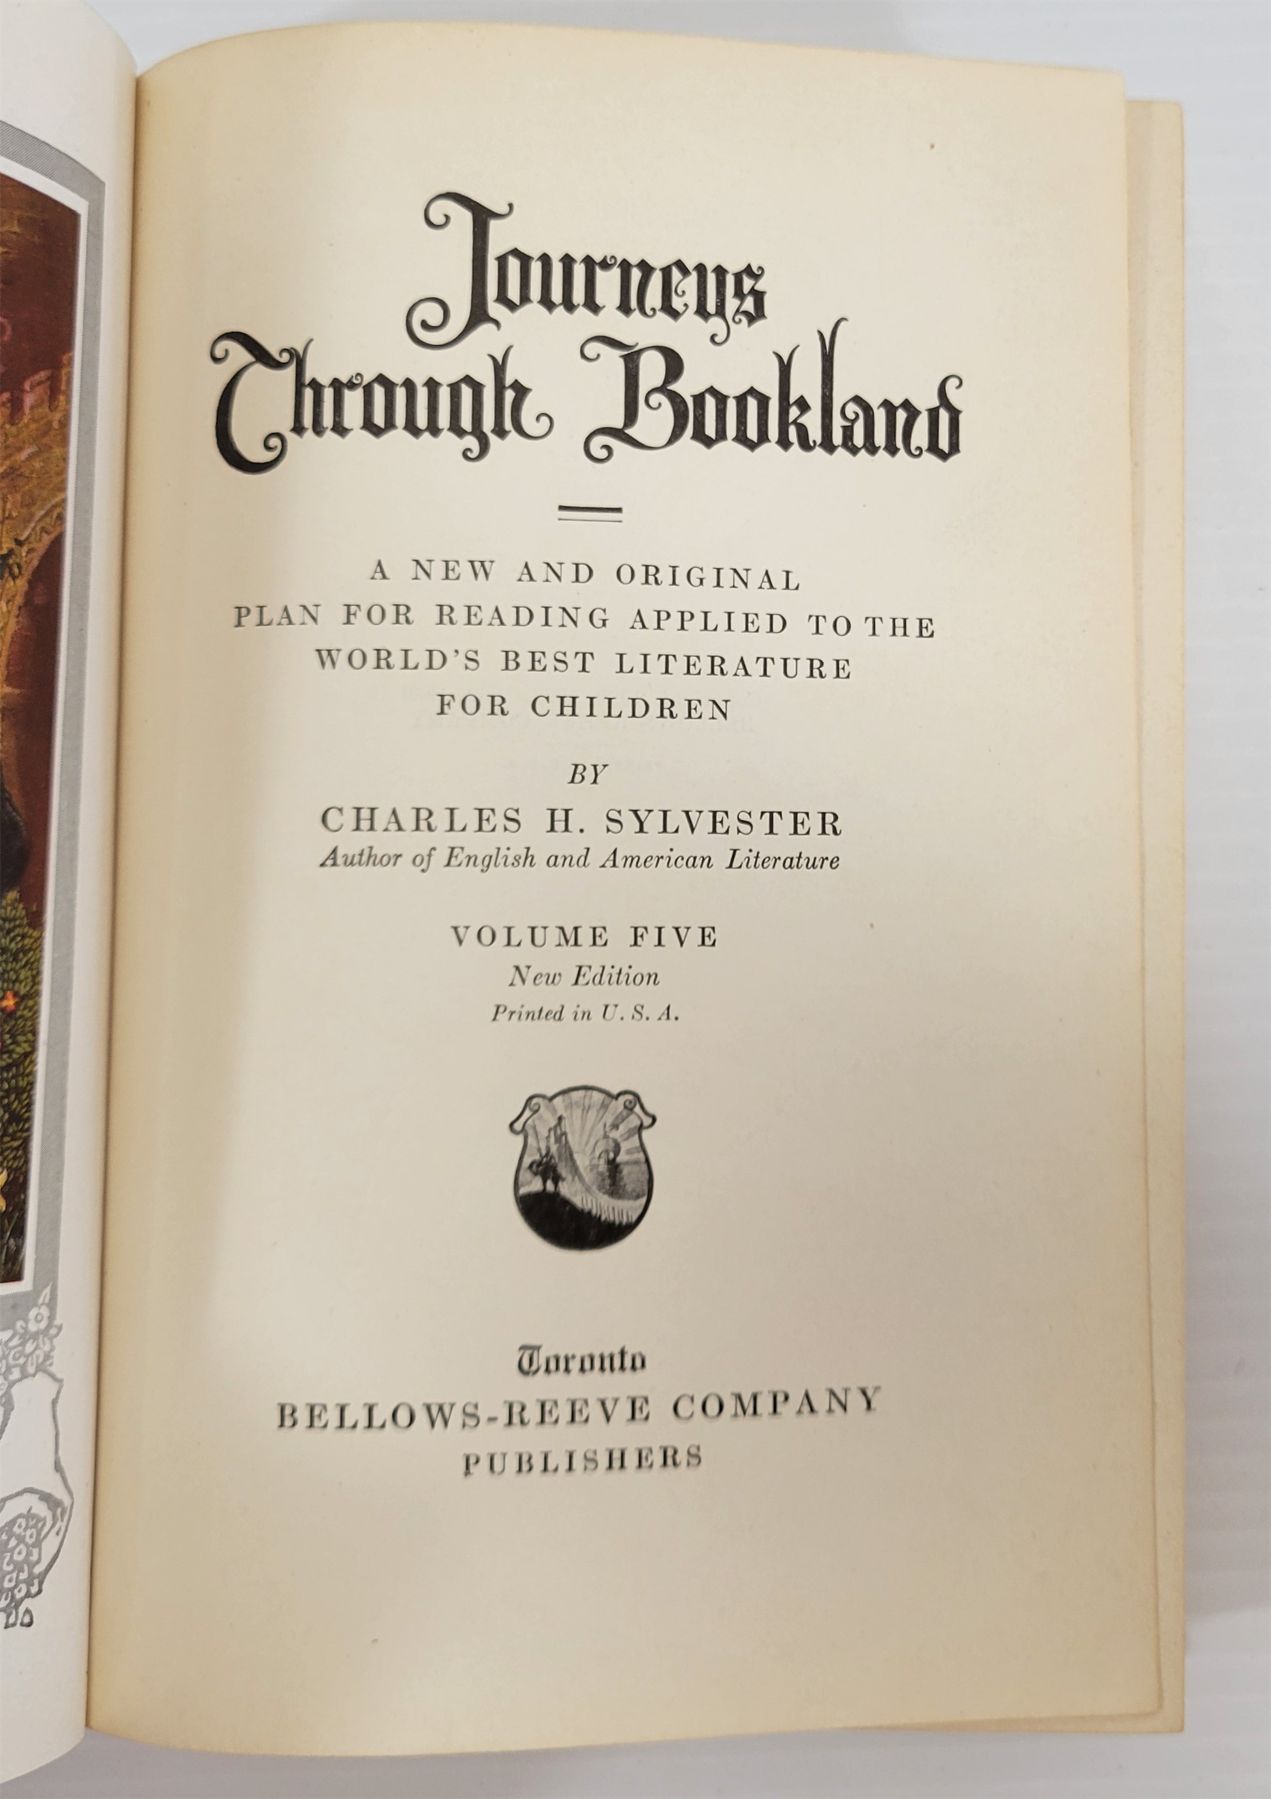 Journeys
Through Bookland
A NEW AND ORIGINAL
PLAN FOR READING APPLIED TO THE
WORLD'S BEST LITERATURE
FOR CHILDREN
BY
CHARLES H. SYLVESTER
Author of English and American Literature
VOLUME FIVE
New Edition
Printed in U. S. A.
Toronto
BELLOWS-REEVE COMPANY
PUBLISHERS